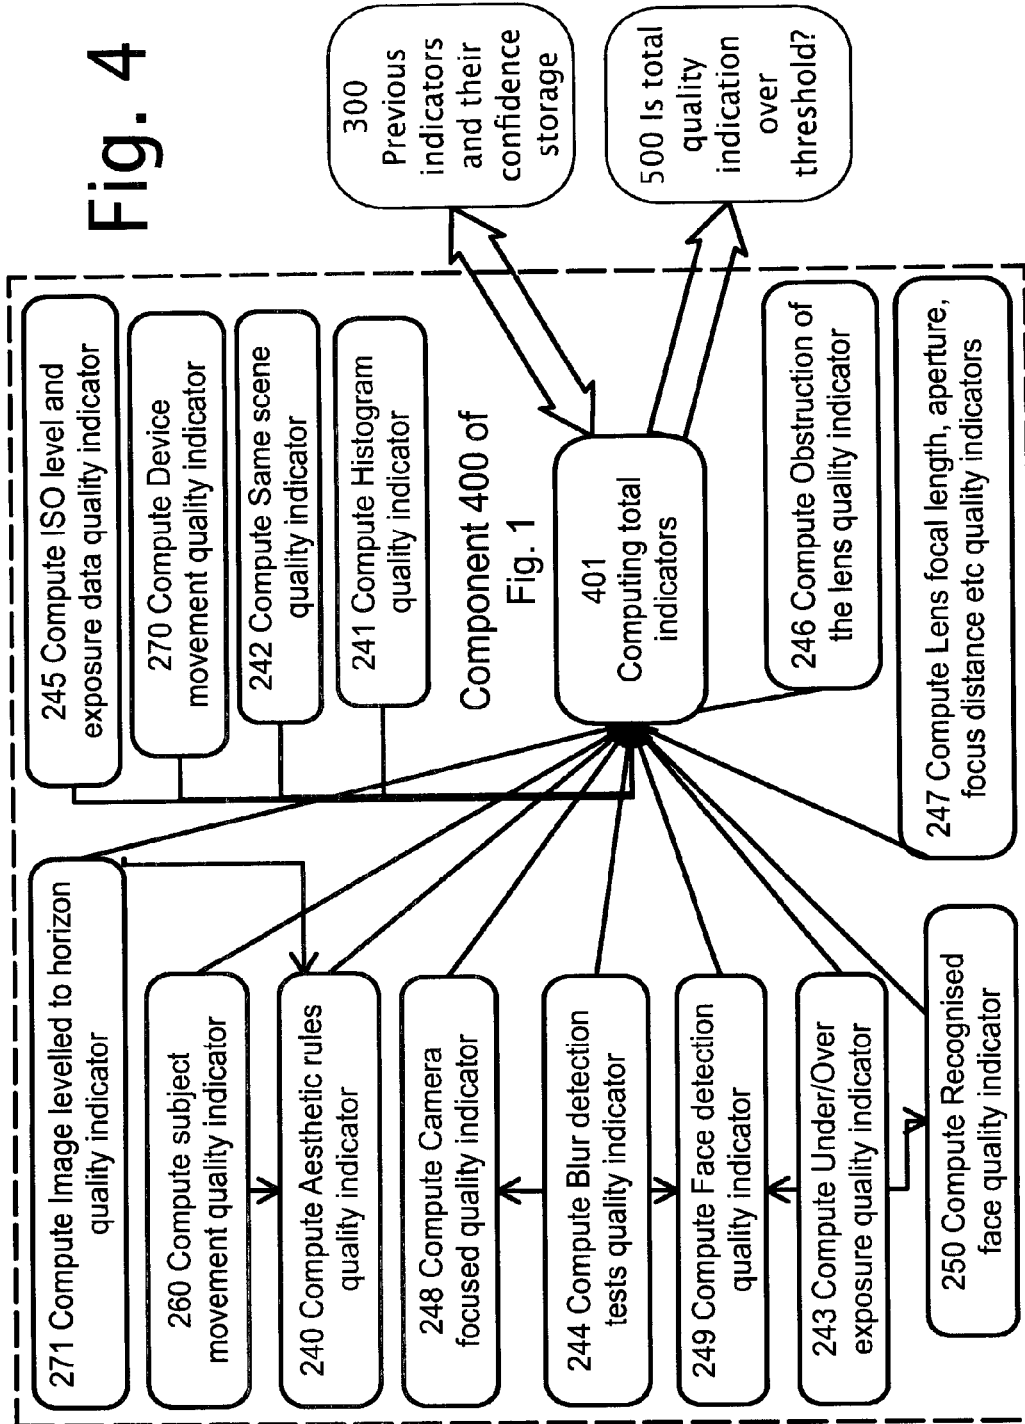 Fig. 4
271 Compute Image levelled to horizon
quality indicator
260 Compute subject
movement quality indicator
240 Compute Aesthetic rules
quality indicator
248 Compute Camera
focused quality indicator
244 Compute Blur detection
tests quality indicator
249 Compute Face detection
quality indicator
243 Compute Under/Over
exposure quality indicator
250 Compute Recognised
face quality indicator
245 Compute ISO level and
exposure data quality indicator
270 Compute Device
movement quality indicator
242 Compute Same scene
quality indicator
241 Compute Histogram
quality indicator
Component 400 of
Fig. 1
401
Computing total
indicators
246 Compute Obstruction of
the lens quality indicator
247 Compute Lens focal length, aperture,
focus distance etc quality indicators
300
Previous
indicators
and their
confidence
storage
500 Is total
quality
indication
over
threshold?